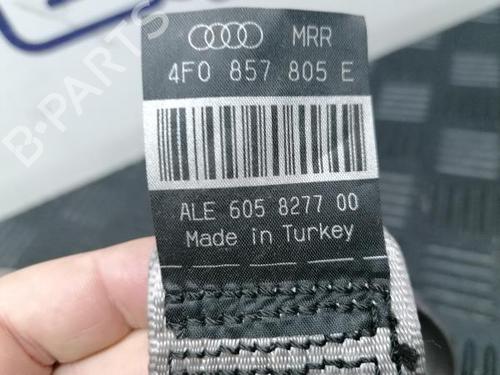 MRR
4F0 857 805 E
ALE 605 8277 00
Made in Turkey
B-PARTS